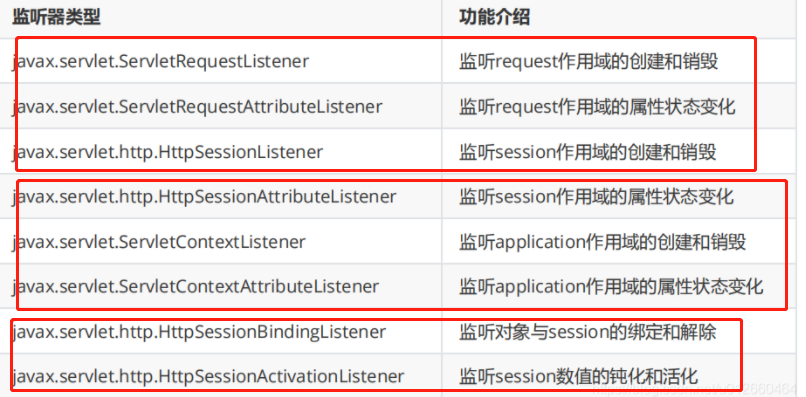 监听器类型 功能介绍
javax.servlet.ServletRequestListener 监听request作用域的创建和销毁
javax.servlet.ServletRequestAttributeListener 监听request作用域的属性状态变化
javax.servlet.http.HttpSessionListener 监听session作用域的创建和销毁
javax.servlet.http.HttpSessionAttributeListener 监听session作用域的属性状态变化
javax.servlet.ServletContextListener 监听application作用域的创建和销毁
javax.servlet.ServletContextAttributeListener 监听application作用域的属性状态变化
javax.servlet.http.HttpSessionBindingListener 监听对象与session的绑定和解除
javax.servlet.http.HttpSessionActivationListener 监听session数值的钝化和活化